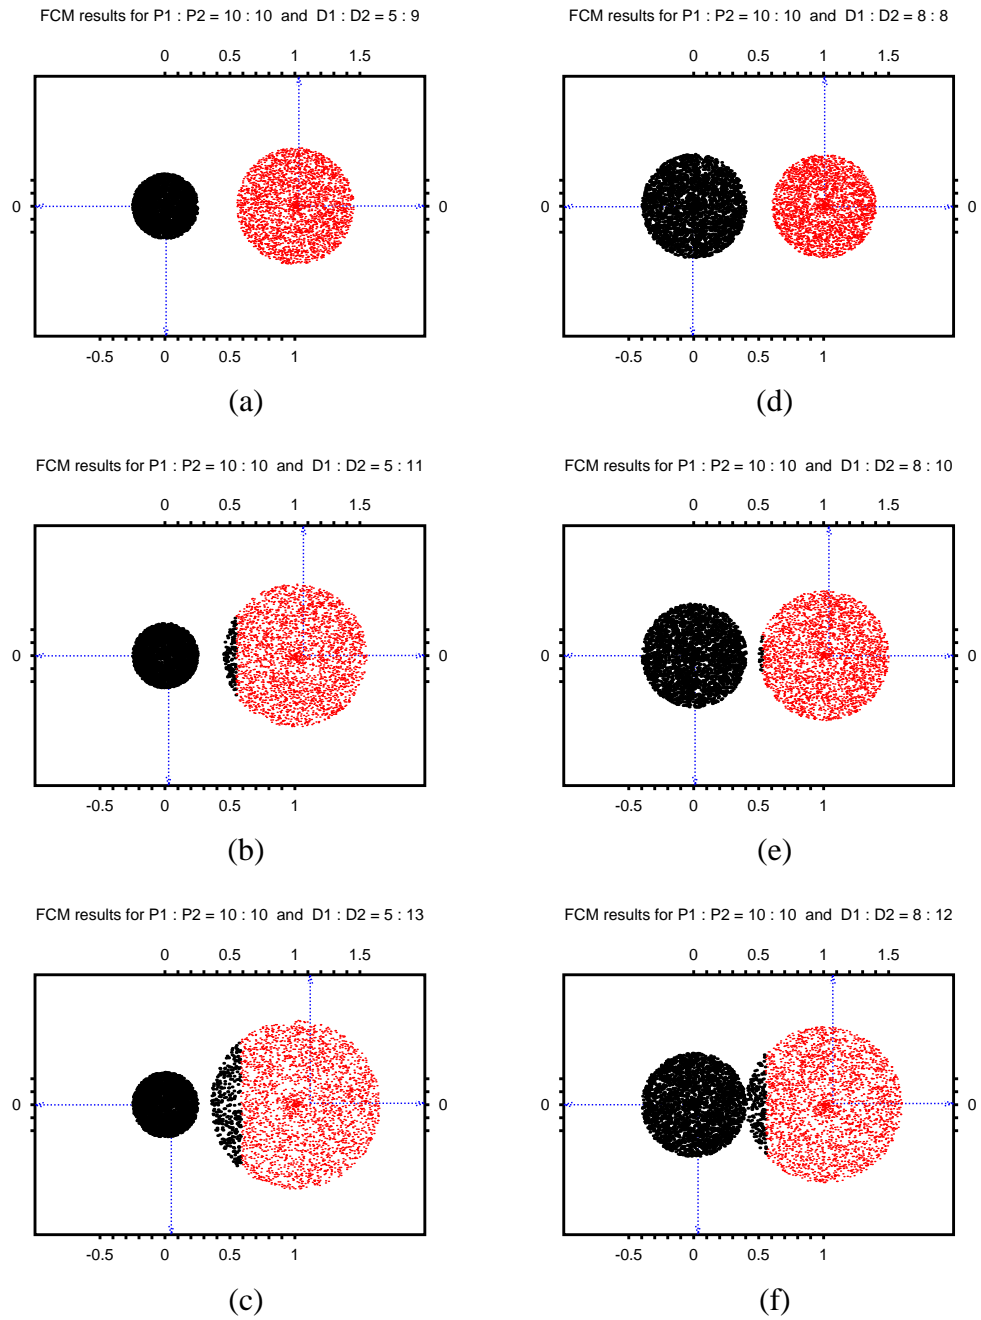 FCM results for P1 : P2 = 10 : 10 and D1 : D2 = 5 : 9
0 0.5 1 1.5
0 0
-0.5 0 0.5 1
(a)
FCM results for P1 : P2 = 10 : 10 and D1 : D2 = 8 : 8
0 0.5 1 1.5
0 0
-0.5 0 0.5 1
(d)
FCM results for P1 : P2 = 10 : 10 and D1 : D2 = 5 : 11
0 0.5 1 1.5
0 0
-0.5 0 0.5 1
(b)
FCM results for P1 : P2 = 10 : 10 and D1 : D2 = 8 : 10
0 0.5 1 1.5
0 0
-0.5 0 0.5 1
(e)
FCM results for P1 : P2 = 10 : 10 and D1 : D2 = 5 : 13
0 0.5 1 1.5
0 0
-0.5 0 0.5 1
(c)
FCM results for P1 : P2 = 10 : 10 and D1 : D2 = 8 : 12
0 0.5 1 1.5
0 0
-0.5 0 0.5 1
(f)